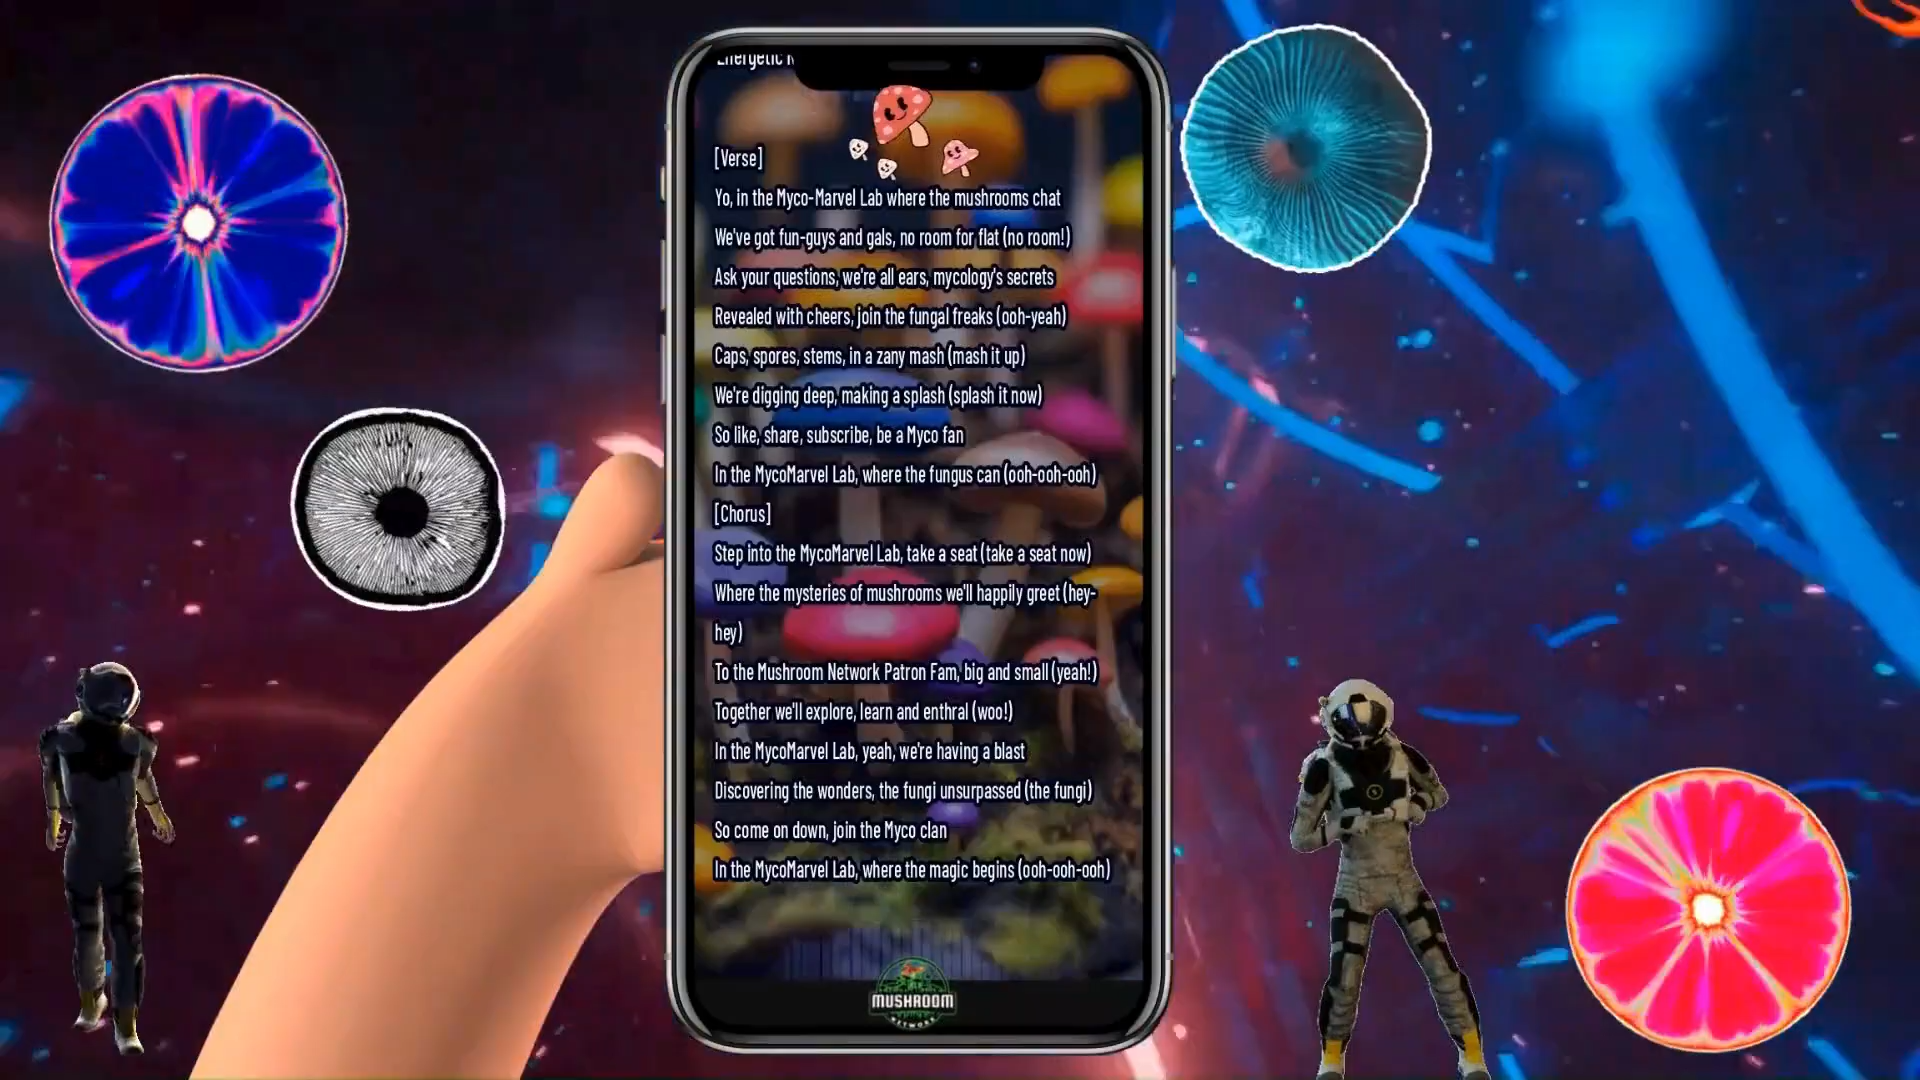 Energetic
[Verse]
Yo, in the Myco-Marvel Lab where the mushrooms chat
We've got fun-guys and gals, no room for flat (no room!)
Ask your questions, we're all ears, mycology's secrets
Revealed with cheers, join the fungal freaks (ooh-yeah)
Caps, spores, stems, in a zany mash (mash it up)
We're digging deep, making a splash (splash it now)
So like, share, subscribe, be a Myco fan
In the MycoMarvel Lab, where the fungus can (ooh-ooh-ooh)
[Chorus]
Step into the MycoMarvel Lab, take a seat (take a seat now)
Where the mysteries of mushrooms we'll happily greet (hey-
hey)
To the Mushroom Network Patron Fam, big and small (yeah!)
Together we'll explore, learn and enthral (woo!)
In the MycoMarvel Lab, yeah, we're having a blast
Discovering the wonders, the fungi unsurpassed (the fungi)
So come on down, join the Myco clan
In the MycoMarvel Lab, where the magic begins (ooh-ooh-ooh)
MUSHROOM
NETWORK